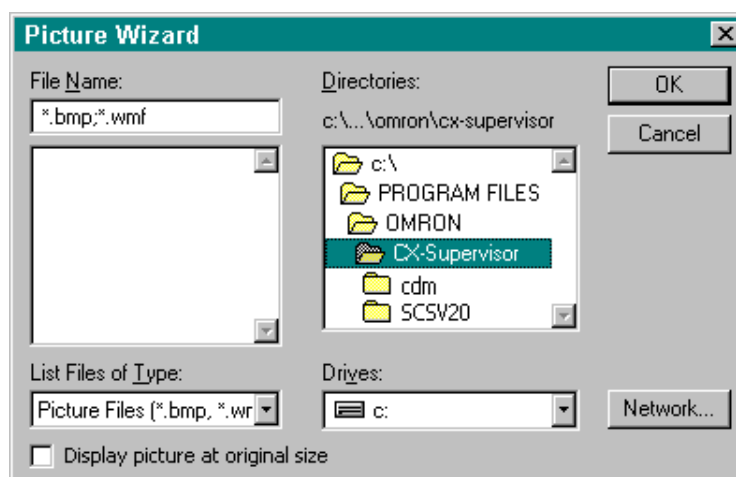 Picture Wizard
File Name:
*.bmp;*.wmf
Directories:
c:\...\omron\cx-supervisor
c:\
PROGRAM FILES
OMRON
CX-Supervisor
cdm
SCSV20
OK
Cancel
List Files of Type:
Picture Files (*.bmp, *.wr
Drives:
c:
Network...
Display picture at original size